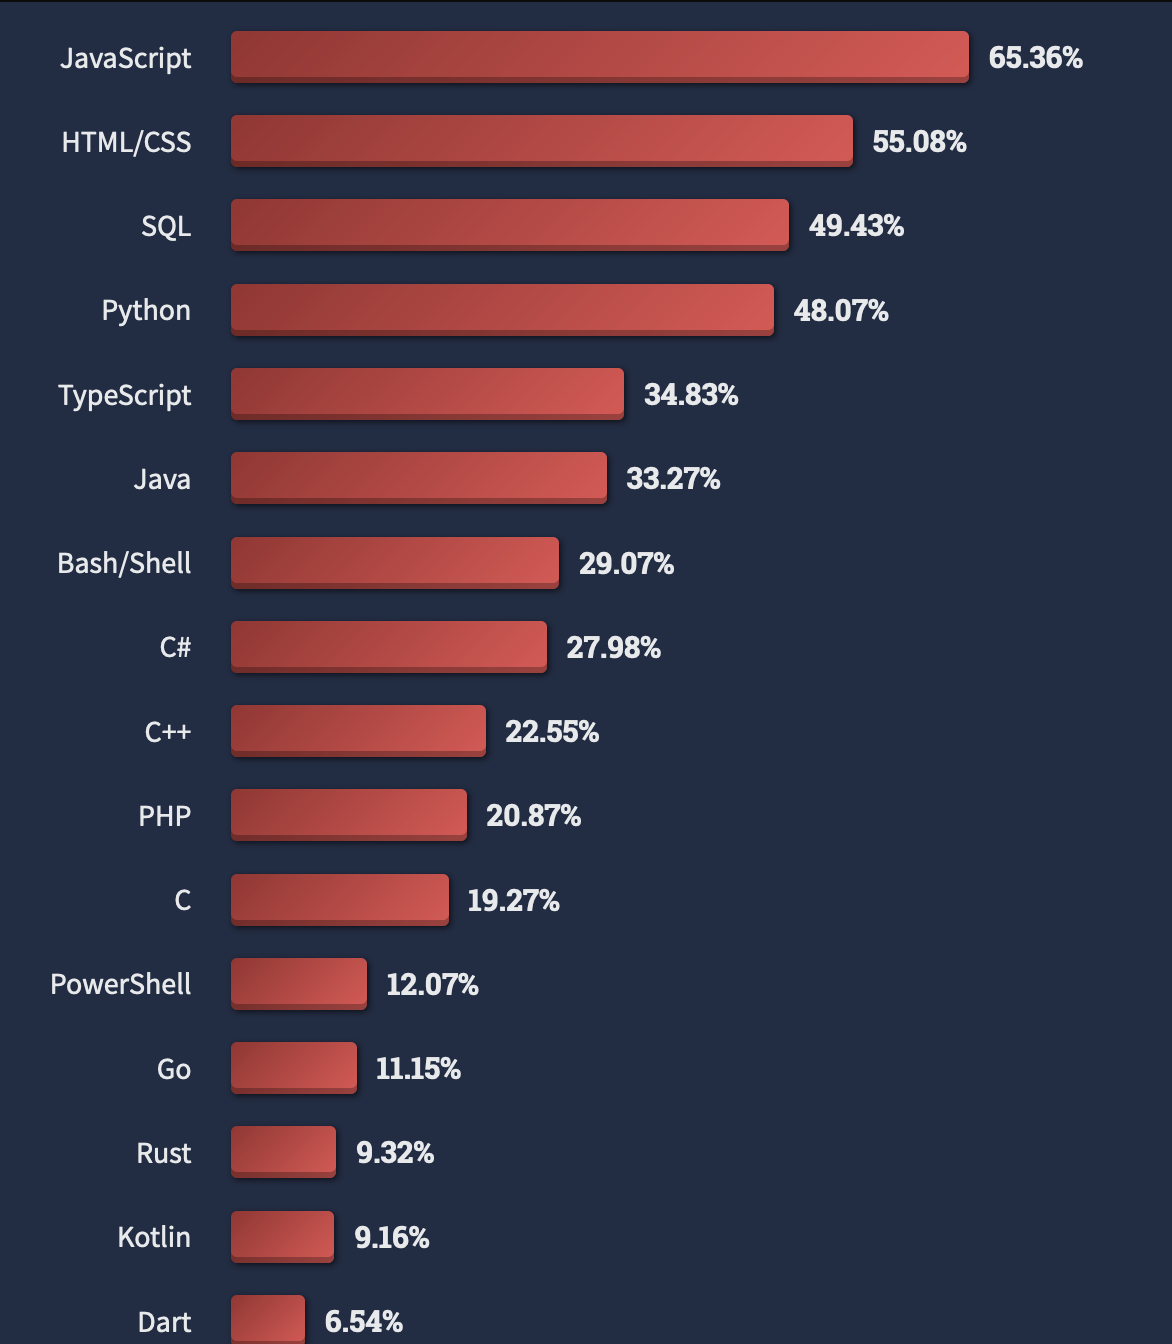 JavaScript 65.36%
HTML/CSS 55.08%
SQL 49.43%
Python 48.07%
TypeScript 34.83%
Java 33.27%
Bash/Shell 29.07%
C# 27.98%
C++ 22.55%
PHP 20.87%
C 19.27%
PowerShell 12.07%
Go 11.15%
Rust 9.32%
Kotlin 9.16%
Dart 6.54%